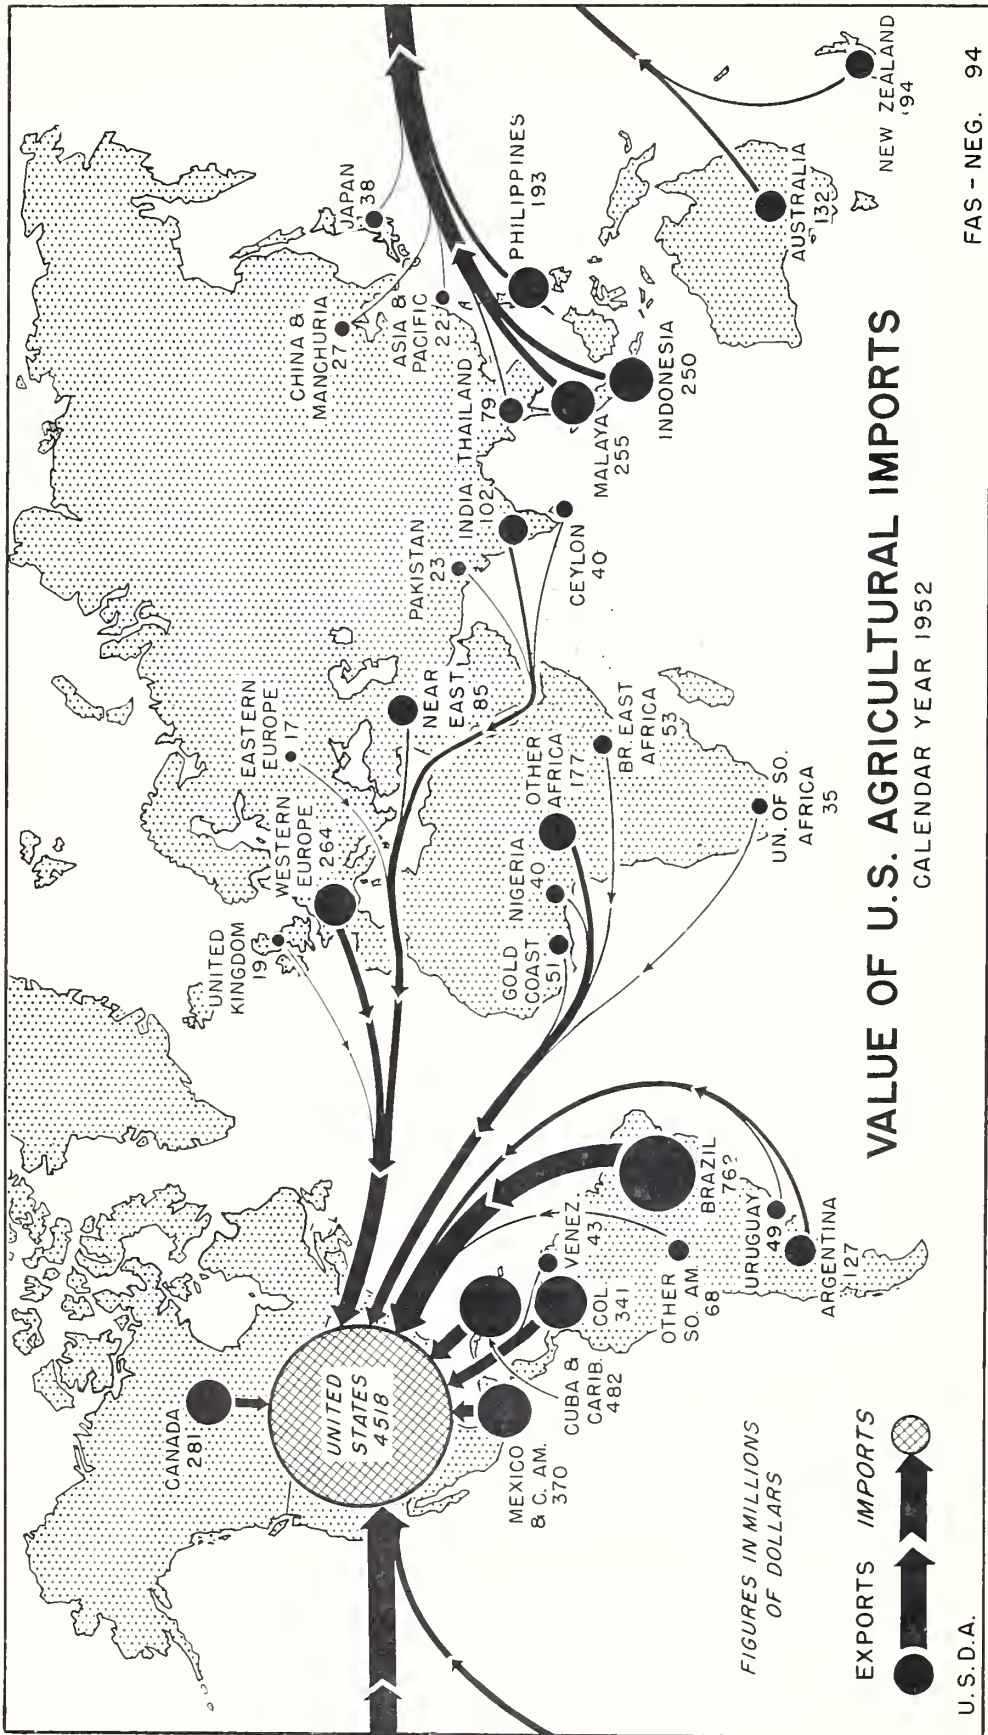 CANADA
281
UNITED
STATES
4518
MEXICO
& C. AM.
370
CUBA &
CARIB.
482
COL
341
VENEZ
43
OTHER
SO. AM.
68
BRAZIL
762
URUGUAY
49
ARGENTINA
127
UNITED
KINGDOM
19
WESTERN
EUROPE
264
EASTERN
EUROPE
17
NEAR
EAST
85
GOLD
COAST
51
NIGERIA
40
OTHER
AFRICA
177
BR. EAST
AFRICA
53
UN. OF SO.
AFRICA
35
PAKISTAN
23
INDIA
102
CEYLON
40
THAILAND
79
CHINA &
MANCHURIA
27
JAPAN
38
ASIA &
PACIFIC
22
PHILIPPINES
193
MALAYA
255
INDONESIA
250
AUSTRALIA
132
NEW ZEALAND
94
FIGURES IN MILLIONS
OF DOLLARS
EXPORTS IMPORTS
VALUE OF U.S. AGRICULTURAL IMPORTS
CALENDAR YEAR 1952
U.S.D.A.
FAS-NEG. 94